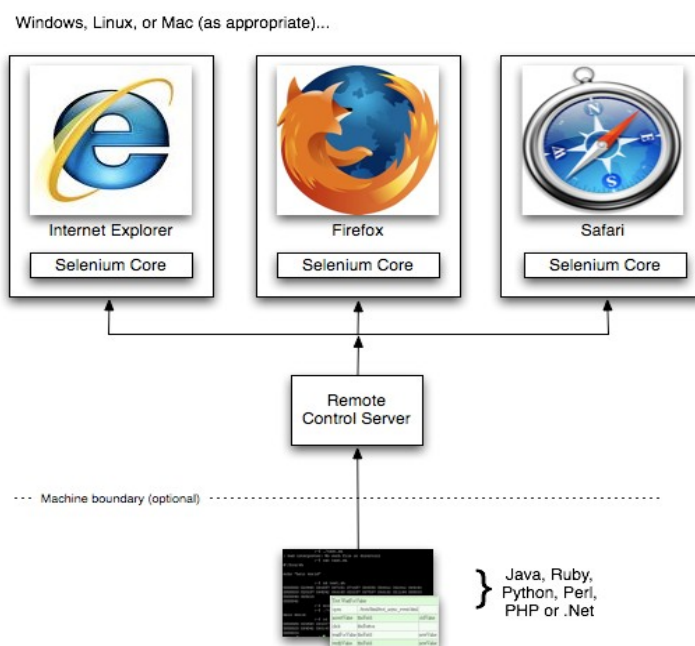 Windows, Linux, or Mac (as appropriate)...
N
E
W
S
Internet Explorer
Firefox
Safari
Selenium Core
Selenium Core
Selenium Core
Remote
Control Server
Machine boundary (optional)
Java, Ruby,
Python, Perl,
PHP or .Net